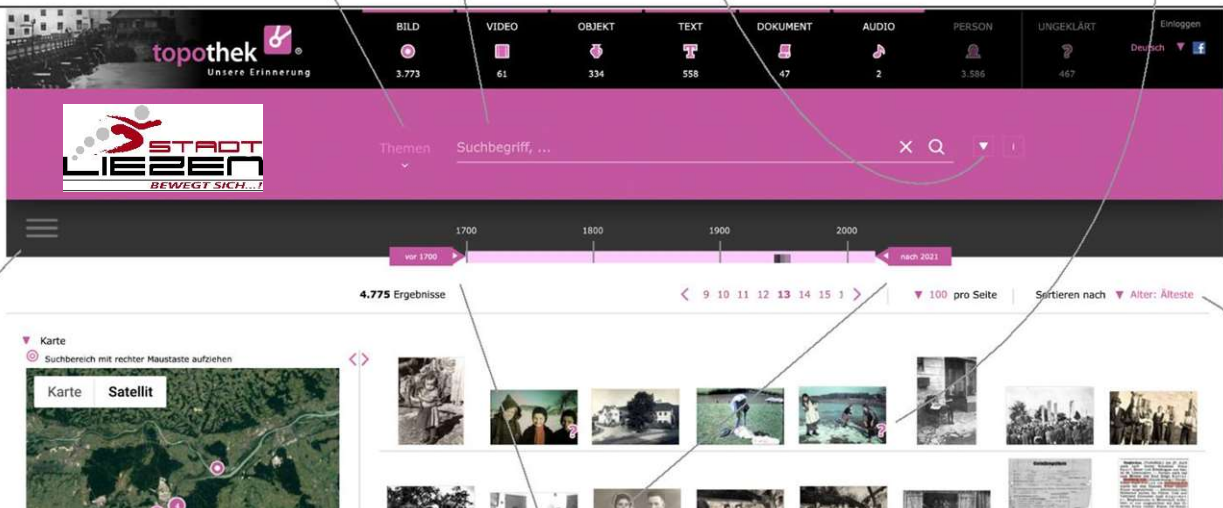 topothek
Unsere Erinnerung
BILD
3.773
VIDEO
61
OBJEKT
334
TEXT
558
DOKUMENT
47
AUDIO
2
PERSON
3.586
UNGEKLÄRT
467
Einloggen
Deutsch
STADT
LIEZEN
BEWEGT SICH...!
Themen
Suchbegriff, ...
1700 1800 1900 2000
vor 1700
nach 2021
4.775 Ergebnisse
9 10 11 12 13 14 15 1
100 pro Seite
Sortieren nach Alter: Älteste
Karte
Suchbereich mit rechter Maustaste aufziehen
Karte Satellit